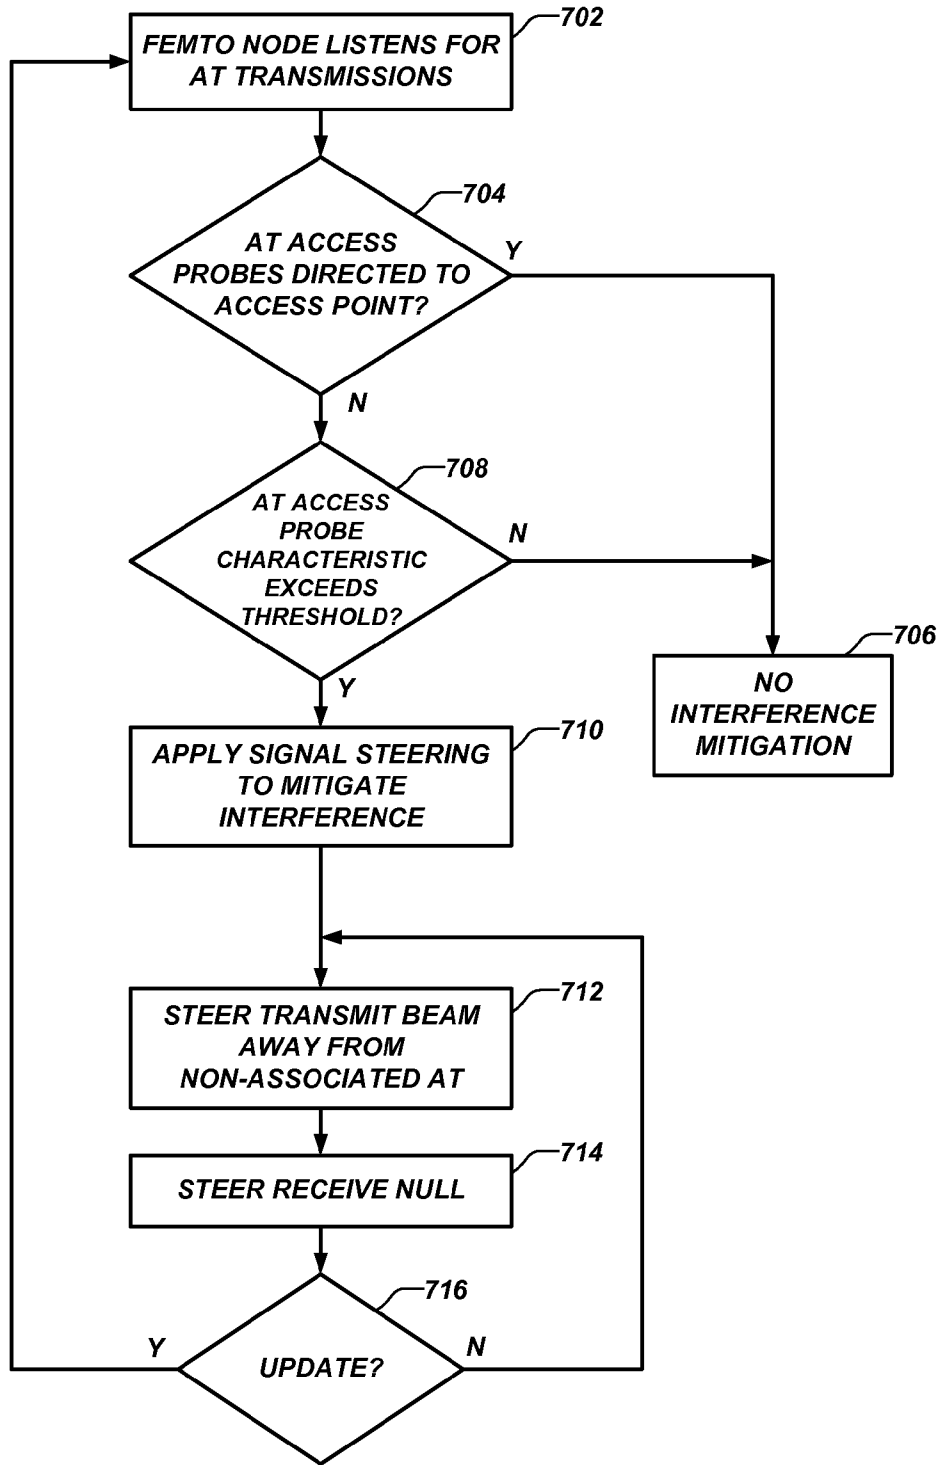 702
FEMTO NODE LISTENS FOR
AT TRANSMISSIONS
704
AT ACCESS
PROBES DIRECTED TO
ACCESS POINT?
Y
N
708
AT ACCESS
PROBE
CHARACTERISTIC
EXCEEDS
THRESHOLD?
N
Y
706
NO
INTERFERENCE
MITIGATION
710
APPLY SIGNAL STEERING
TO MITIGATE
INTERFERENCE
712
STEER TRANSMIT BEAM
AWAY FROM
NON-ASSOCIATED AT
714
STEER RECEIVE NULL
716
Y
UPDATE?
N